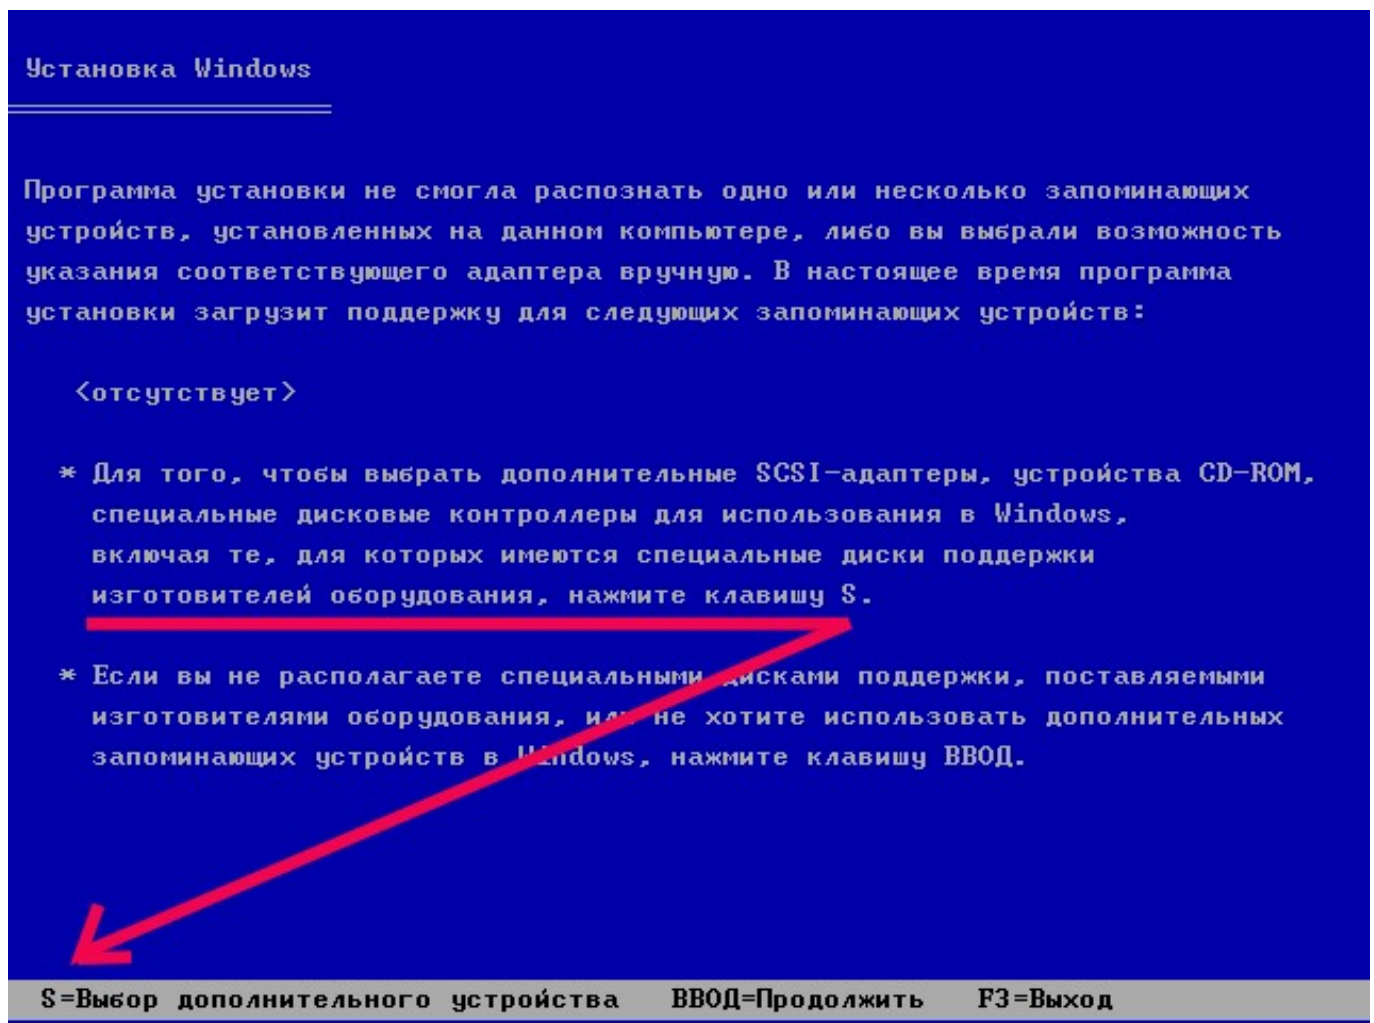 Установка Windows
Программа установки не смогла распознать одно или несколько запоминающих
устройств, установленных на данном компьютере, либо вы выбрали возможность
указания соответствующего адаптера вручную. В настоящее время программа
установки загрузит поддержку для следующих запоминающих устройств:
<отсутствует>
* Для того, чтобы выбрать дополнительные SCSI-адаптеры, устройства CD-ROM,
специальные дисковые контроллеры для использования в Windows,
включая те, для которых имеются специальные диски поддержки
изготовителей оборудования, нажмите клавишу S.
* Если вы не располагаете специальными дисками поддержки, поставляемыми
изготовителями оборудования, или не хотите использовать дополнительных
запоминающих устройств в Windows, нажмите клавишу ВВОД.
S=Выбор дополнительного устройства ВВОД=Продолжить F3=Выход